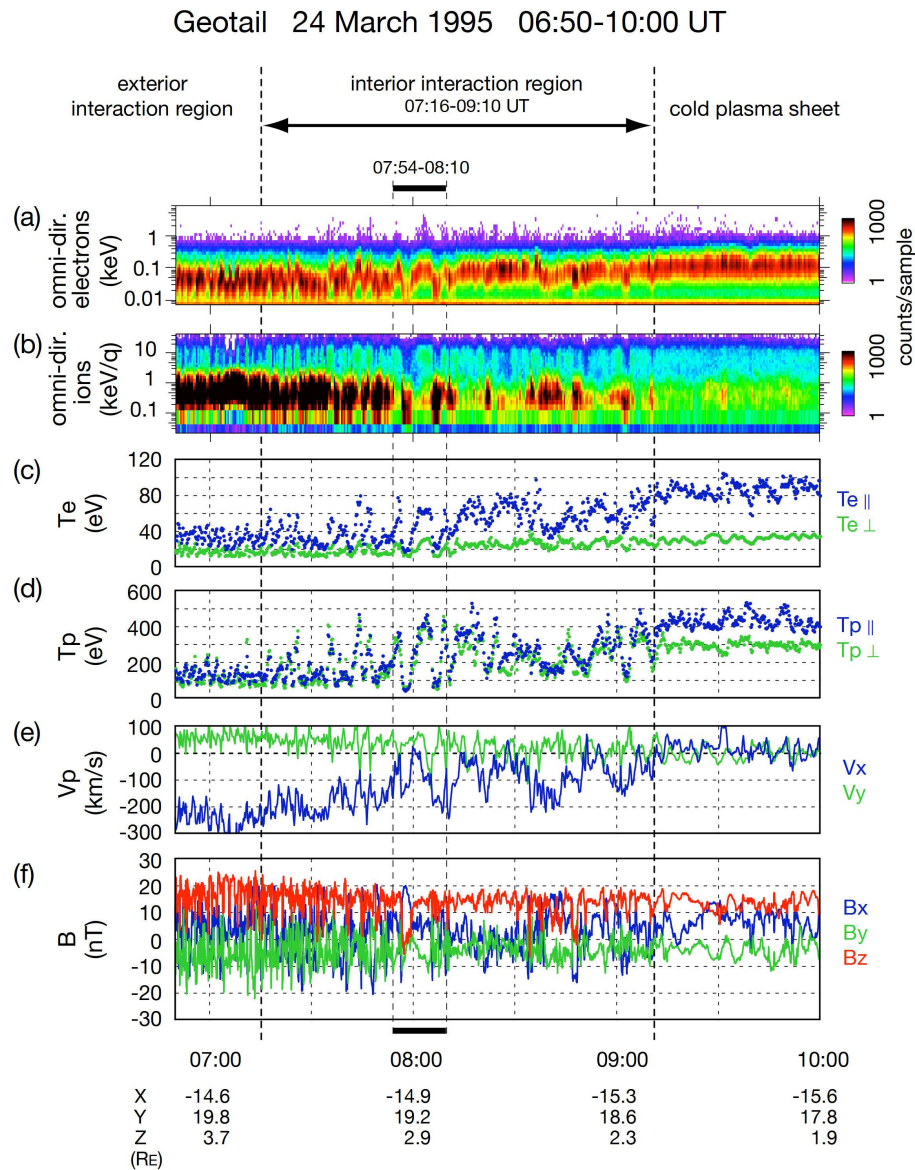 Geotail 24 March 1995 06:50-10:00 UT
exterior
interaction region
interior interaction region
07:16-09:10 UT
cold plasma sheet
07:54-08:10
(a)
omni-dir.
electrons
(keV)
1
0.1
0.01
1000
1
counts/sample
(b)
omni-dir.
ions
(keV/q)
10
1
0.1
1000
1
(c)
Te
(eV)
120
80
40
0
Te ||
Te ⊥
(d)
Tp
(eV)
600
400
200
0
Tp ||
Tp ⊥
(e)
Vp
(km/s)
100
0
-100
-200
-300
Vx
Vy
(f)
B
(nT)
30
20
10
0
-10
-20
-30
Bx
By
Bz
07:00 08:00 09:00 10:00
X -14.6 -14.9 -15.3 -15.6
Y 19.8 19.2 18.6 17.8
Z 3.7 2.9 2.3 1.9
(RE)